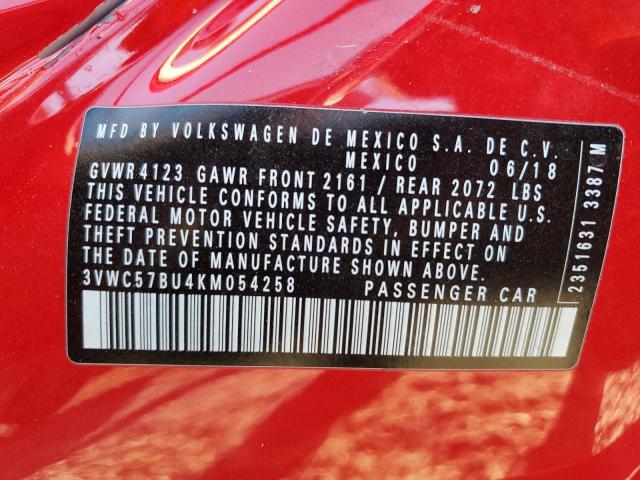 MFD BY VOLKSWAGEN DE MEXICO S.A. DE C.V.
MEXICO 06/18
GVWR 4123 GAWR FRONT 2161 / REAR 2072 LBS
THIS VEHICLE CONFORMS TO ALL APPLICABLE U.S.
FEDERAL MOTOR VEHICLE SAFETY, BUMPER AND
THEFT PREVENTION STANDARDS IN EFFECT ON
DATE OF MANUFACTURE SHOWN ABOVE.
3VWC57BU4KM054258 PASSENGER CAR
2351631 3387 M